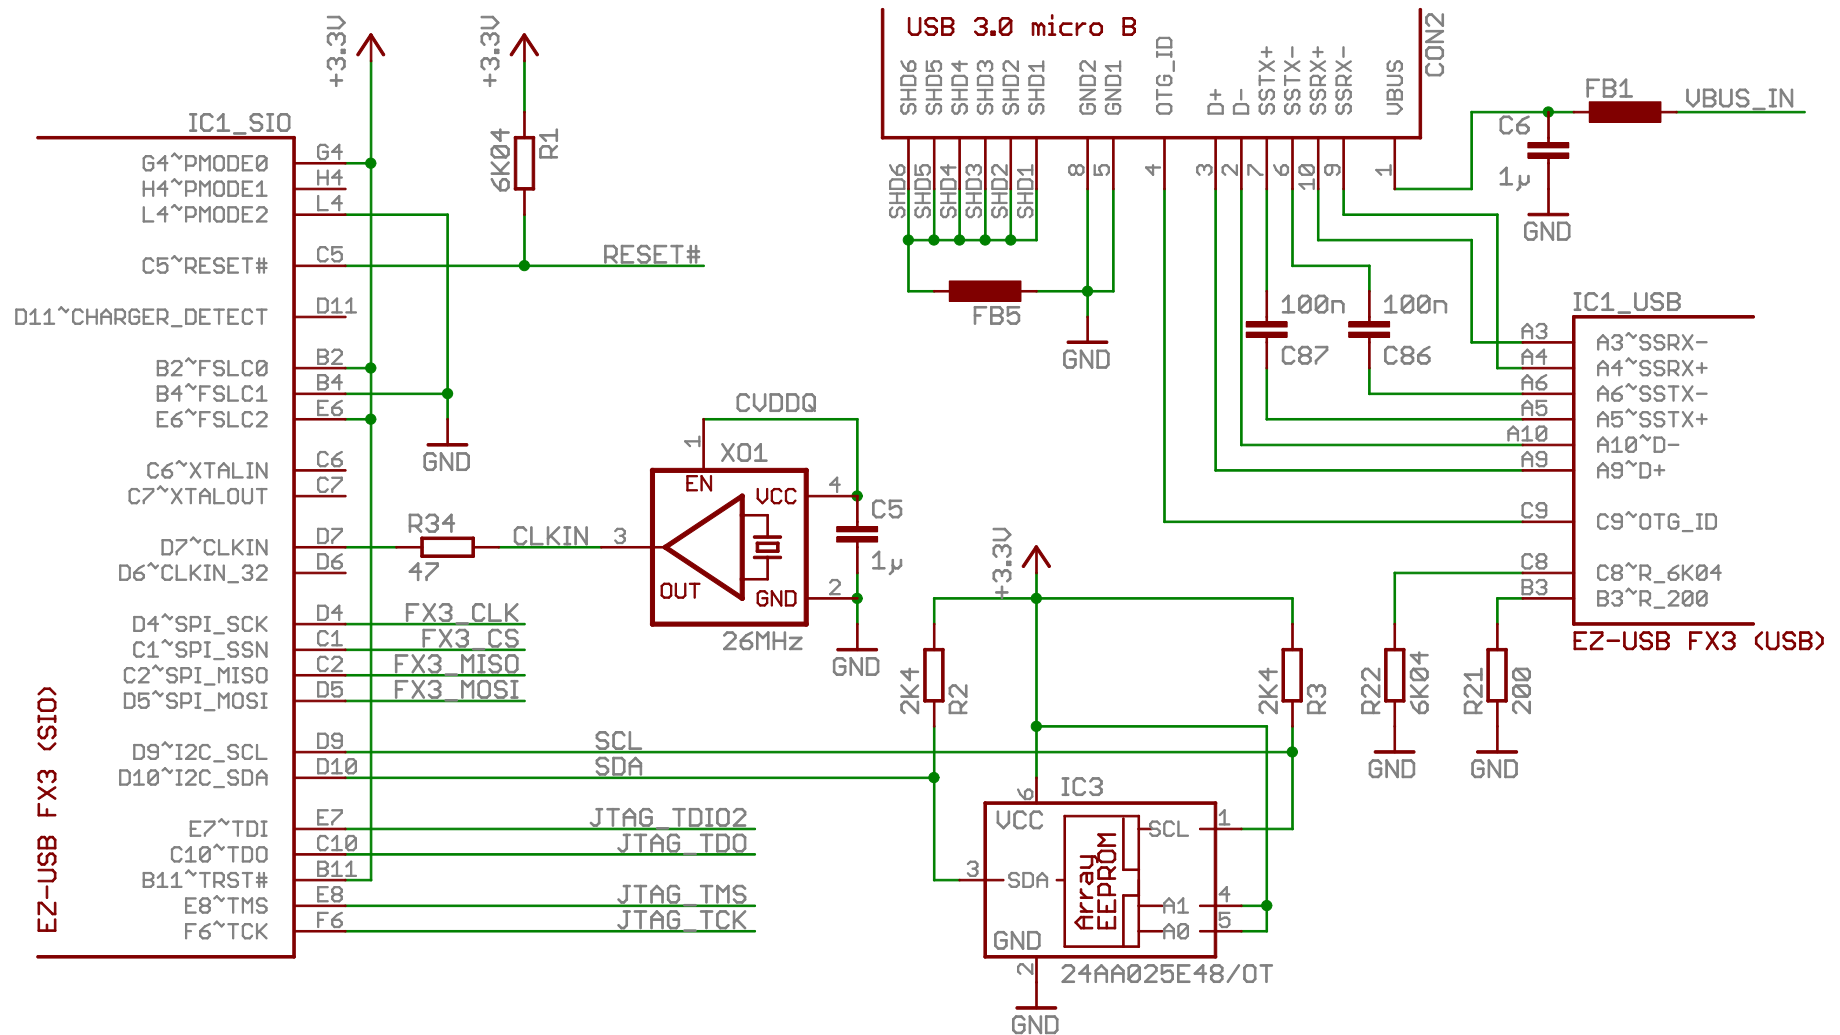 +3.3V
+3.3V
IC1_SIO
G4~PMODE0 G4
H4~PMODE1 H4
L4~PMODE2 L4
C5~RESET# C5
D11~CHARGER_DETECT D11
B2~FSLC0 B2
B4~FSLC1 B4
E6~FSLC2 E6
C6~XTALIN C6
C7~XTALOUT C7
D7~CLKIN D7
D6~CLKIN_32 D6
D4~SPI_SCK D4
C1~SPI_SSN C1
C2~SPI_MISO C2
D5~SPI_MOSI D5
D9~I2C_SCL D9
D10~I2C_SDA D10
E7~TDI E7
C10~TDO C10
B11~TRST# B11
E8~TMS E8
F6~TCK F6
EZ-USB FX3 (SIO)
6K04
R1
RESET#
GND
R34
47
CLKIN
FX3_CLK
FX3_CS
FX3_MISO
FX3_MOSI
SCL
SDA
JTAG_TDIO2
JTAG_TDO
JTAG_TMS
JTAG_TCK
CVDDQ
1
XO1
EN
VCC
4
3
OUT
GND
2
26MHz
C5
1µ
GND
USB 3.0 micro B
CON2
SHD6
SHD5
SHD4
SHD3
SHD2
SHD1
GND2
GND1
OTG_ID
D+
D-
SSTX+
SSTX-
SSRX+
SSRX-
VBUS
SHD6
SHD5
SHD4
SHD3
SHD2
SHD1
8
5
4
3
2
7
6
10
9
1
FB5
GND
FB1
VBUS_IN
C6
1µ
GND
100n
C87
100n
C86
IC1_USB
A3 A3~SSRX-
A4 A4~SSRX+
A6 A6~SSTX-
A5 A5~SSTX+
A10 A10~D-
A9 A9~D+
C9 C9~OTG_ID
C8 C8~R_6K04
B3 B3~R_200
EZ-USB FX3 (USB)
+3.3V
2K4
R2
2K4
R3
R22
6K04
GND
R21
200
GND
IC3
6
VCC
SCL
1
3
SDA
Array
EEPROM
A1
4
A0
5
GND
2
24AA025E48/OT
GND